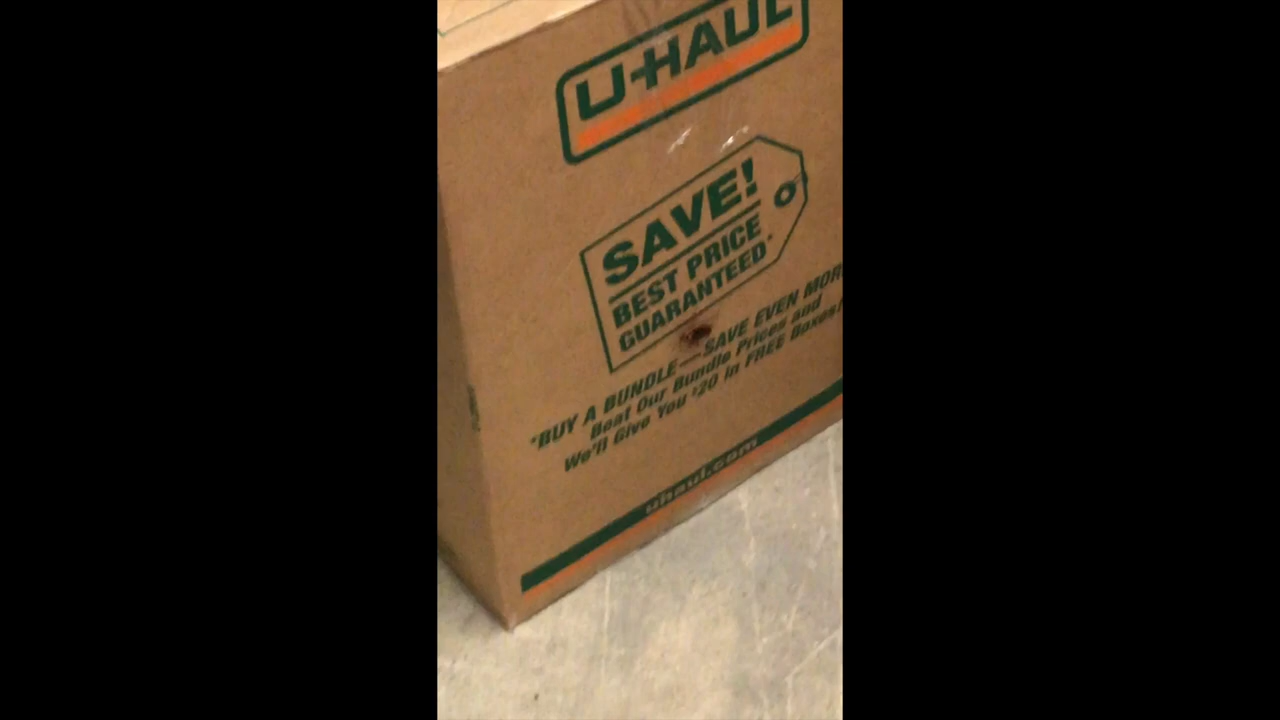 U-HAUL
SAVE!
BEST PRICE
GUARANTEED*
*BUY A BUNDLE—SAVE EVEN MOR
Beat Our Bundle Prices and
We'll Give You $20 in FREE Boxes!
uhaul.com